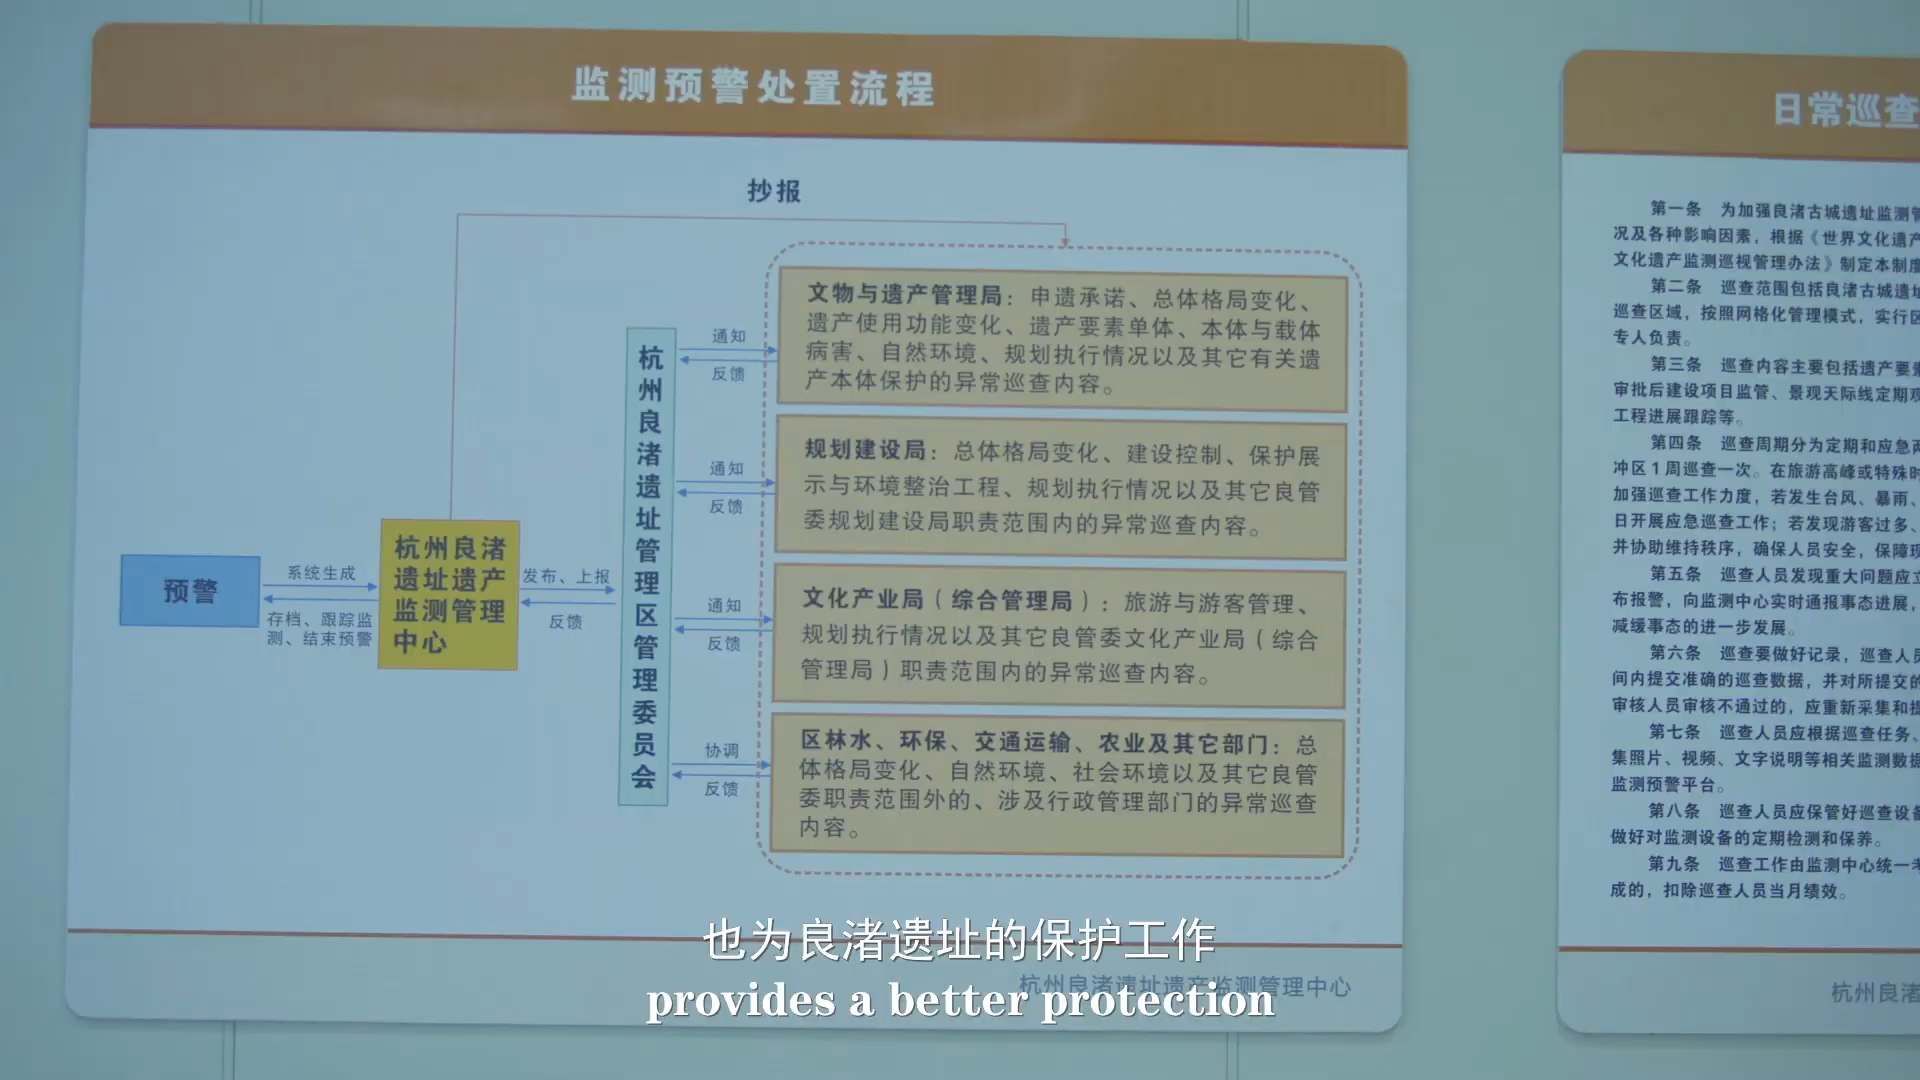 监测预警处置流程
抄报
预警
系统生成
存档、跟踪监
测、结束预警
杭州良渚
遗址遗产
监测管理
中心
发布、上报
反馈
杭州良渚遗址管理区管理委员会
通知
反馈
文物与遗产管理局：申遗承诺、总体格局变化、
遗产使用功能变化、遗产要素单体、本体与载体
病害、自然环境、规划执行情况以及其它有关遗
产本体保护的异常巡查内容。
通知
反馈
规划建设局：总体格局变化、建设控制、保护展
示与环境整治工程、规划执行情况以及其它良管
委规划建设局职责范围内的异常巡查内容。
通知
反馈
文化产业局（综合管理局）：旅游与游客管理、
规划执行情况以及其它良管委文化产业局（综合
管理局）职责范围内的异常巡查内容。
协调
反馈
区林水、环保、交通运输、农业及其它部门：总
体格局变化、自然环境、社会环境以及其它良管
委职责范围外的、涉及行政管理部门的异常巡查
内容。
杭州良渚遗址遗产监测管理中心
日常巡查
第一条 为加强良渚古城遗址监测管
况及各种影响因素，根据《世界文化遗产
文化遗产监测巡视管理办法》制定本制度
第二条 巡查范围包括良渚古城遗址
巡查区域，按照网格化管理模式，实行区
专人负责。
第三条 巡查内容主要包括遗产要素
审批后建设项目监管、景观天际线定期观
工程进展跟踪等。
第四条 巡查周期分为定期和应急两
冲区1周巡查一次。在旅游高峰或特殊时
加强巡查工作力度，若发生台风、暴雨、
日开展应急巡查工作；若发现游客过多、
并协助维持秩序，确保人员安全，保障现
第五条 巡查人员发现重大问题应立
布报警，向监测中心实时通报事态进展，
减缓事态的进一步发展。
第六条 巡查要做好记录，巡查人员
间内提交准确的巡查数据，并对所提交的
审核人员审核不通过的，应重新采集和提
第七条 巡查人员应根据巡查任务、
集照片、视频、文字说明等相关监测数据
监测预警平台。
第八条 巡查人员应保管好巡查设备
做好对监测设备的定期检测和保养。
第九条 巡查工作由监测中心统一考
成的，扣除巡查人员当月绩效。
杭州良渚
也为良渚遗址的保护工作
provides a better protection